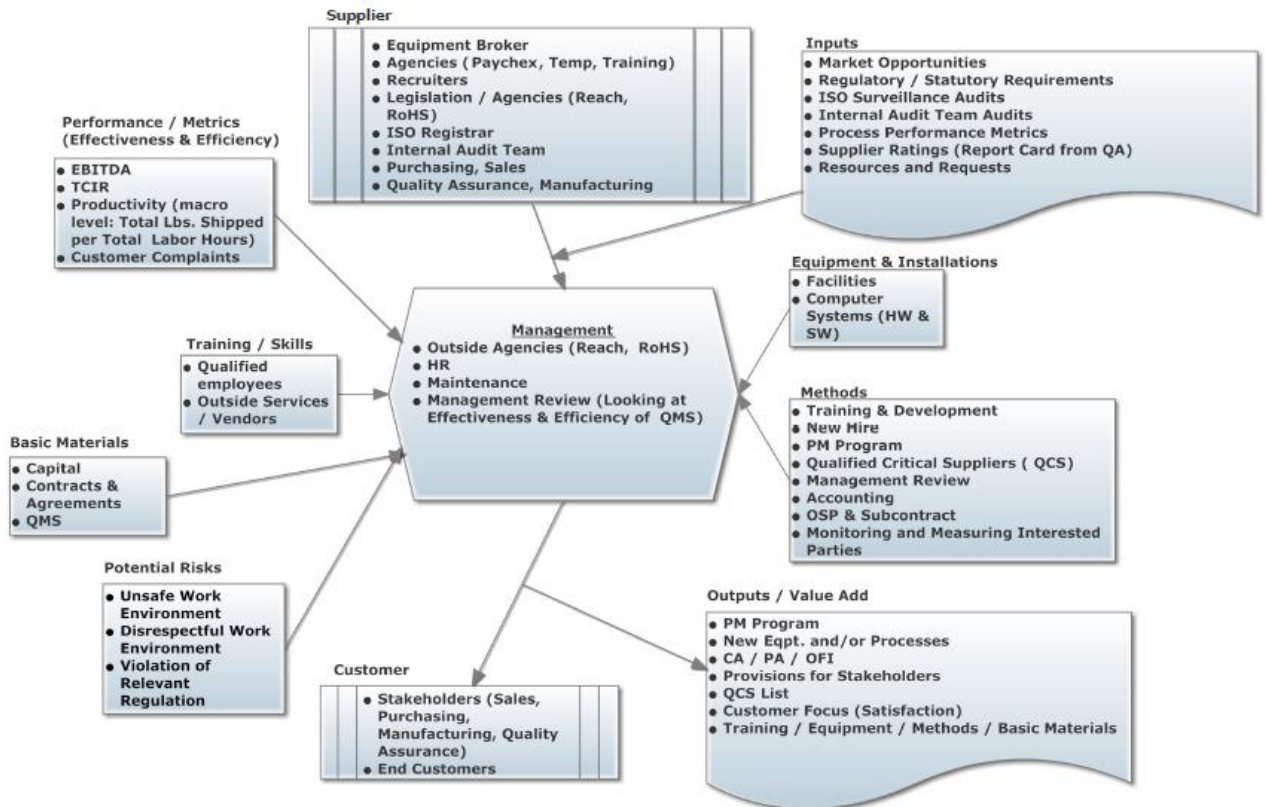 Supplier
● Equipment Broker
● Agencies (Paychex, Temp, Training)
● Recruiters
● Legislation / Agencies (Reach,
RoHS)
● ISO Registrar
● Internal Audit Team
● Purchasing, Sales
● Quality Assurance, Manufacturing
Inputs
● Market Opportunities
● Regulatory / Statutory Requirements
● ISO Surveillance Audits
● Internal Audit Team Audits
● Process Performance Metrics
● Supplier Ratings (Report Card from QA)
● Resources and Requests
Performance / Metrics
(Effectiveness & Efficiency)
● EBITDA
● TCIR
● Productivity (macro
level: Total Lbs. Shipped
per Total Labor Hours)
● Customer Complaints
Equipment & Installations
● Facilities
● Computer
Systems (HW &
SW)
Management
● Outside Agencies (Reach, RoHS)
● HR
● Maintenance
● Management Review (Looking at
Effectiveness & Efficiency of QMS)
Training / Skills
● Qualified
employees
● Outside Services
/ Vendors
Methods
● Training & Development
● New Hire
● PM Program
● Qualified Critical Suppliers ( QCS)
● Management Review
● Accounting
● OSP & Subcontract
● Monitoring and Measuring Interested
Parties
Basic Materials
● Capital
● Contracts &
Agreements
● QMS
Potential Risks
● Unsafe Work
Environment
● Disrespectful Work
Environment
● Violation of
Relevant
Regulation
Customer
● Stakeholders (Sales,
Purchasing,
Manufacturing, Quality
Assurance)
● End Customers
Outputs / Value Add
● PM Program
● New Eqpt. and/or Processes
● CA / PA / OFI
● Provisions for Stakeholders
● QCS List
● Customer Focus (Satisfaction)
● Training / Equipment / Methods / Basic Materials